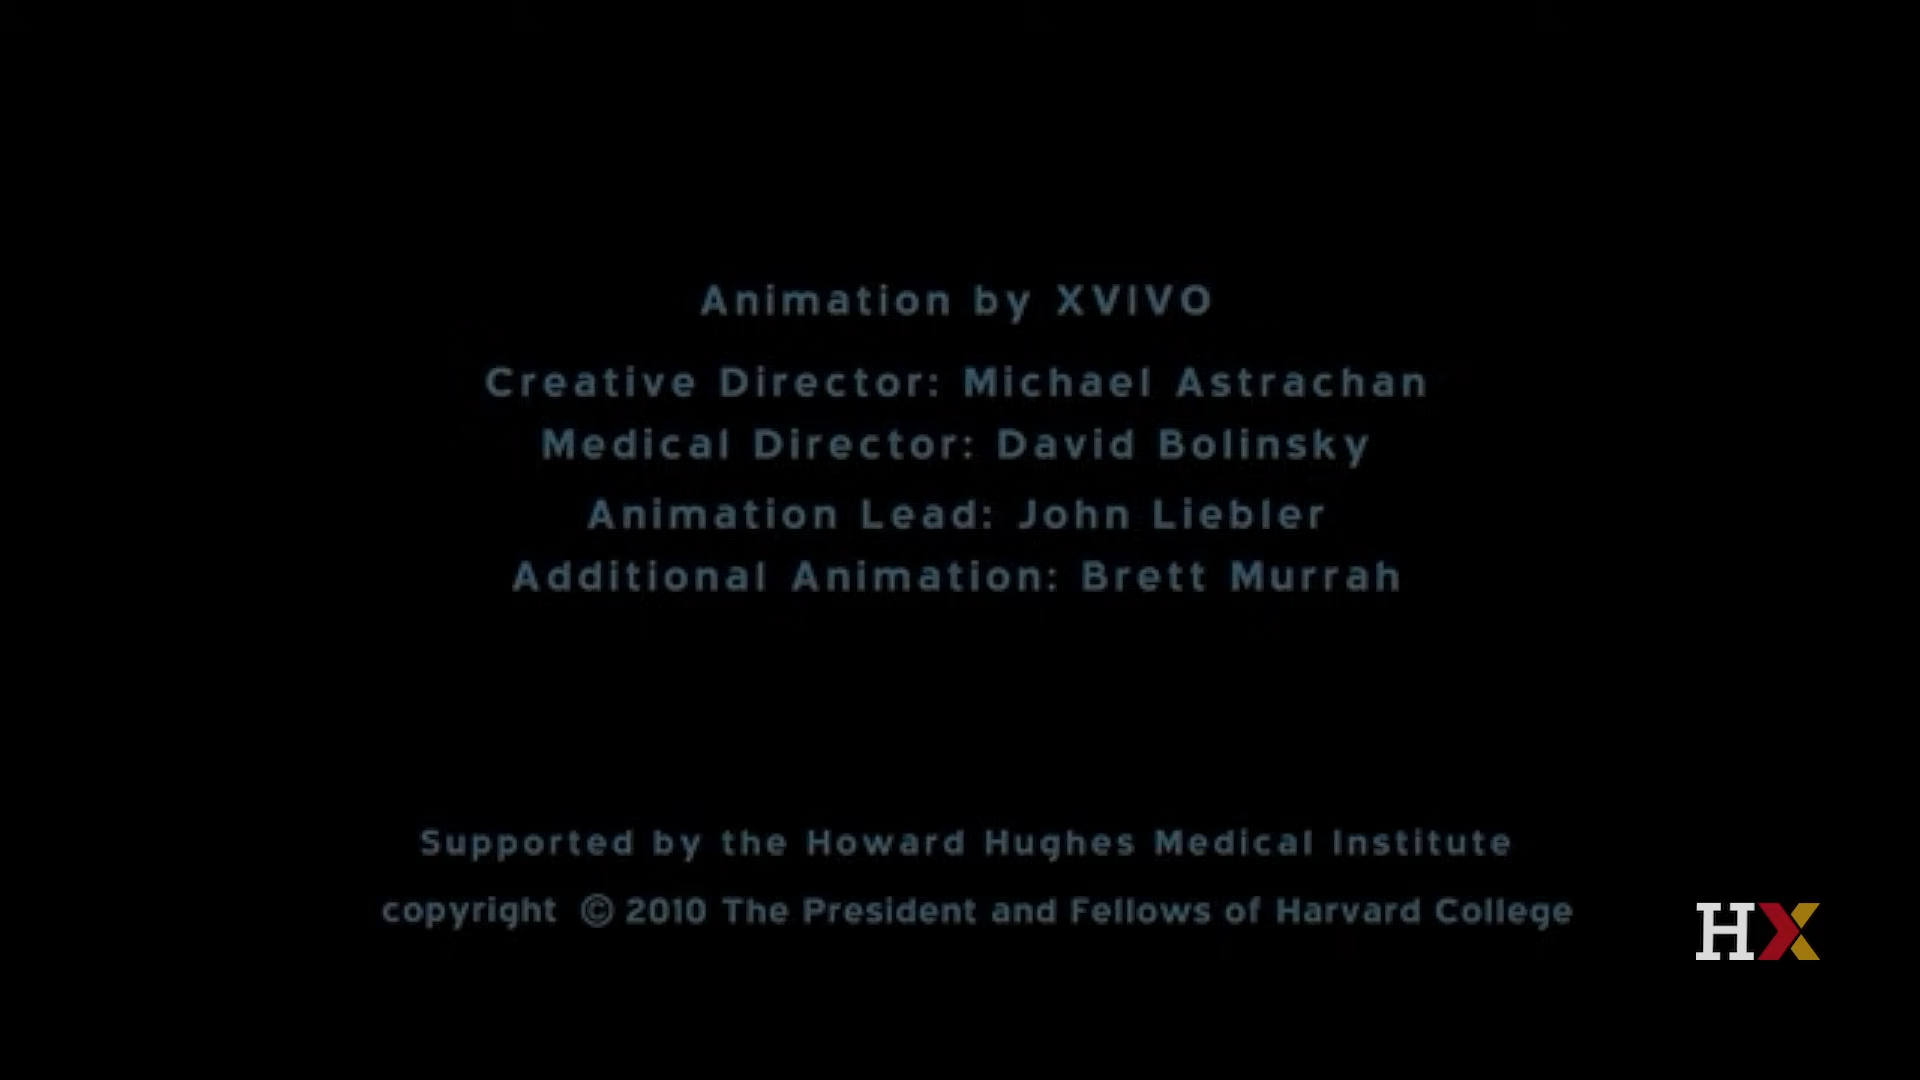 Animation by XVIVO
Creative Director: Michael Astrachan
Medical Director: David Bolinsky
Animation Lead: John Liebler
Additional Animation: Brett Murrah
Supported by the Howard Hughes Medical Institute
copyright © 2010 The President and Fellows of Harvard College
HX